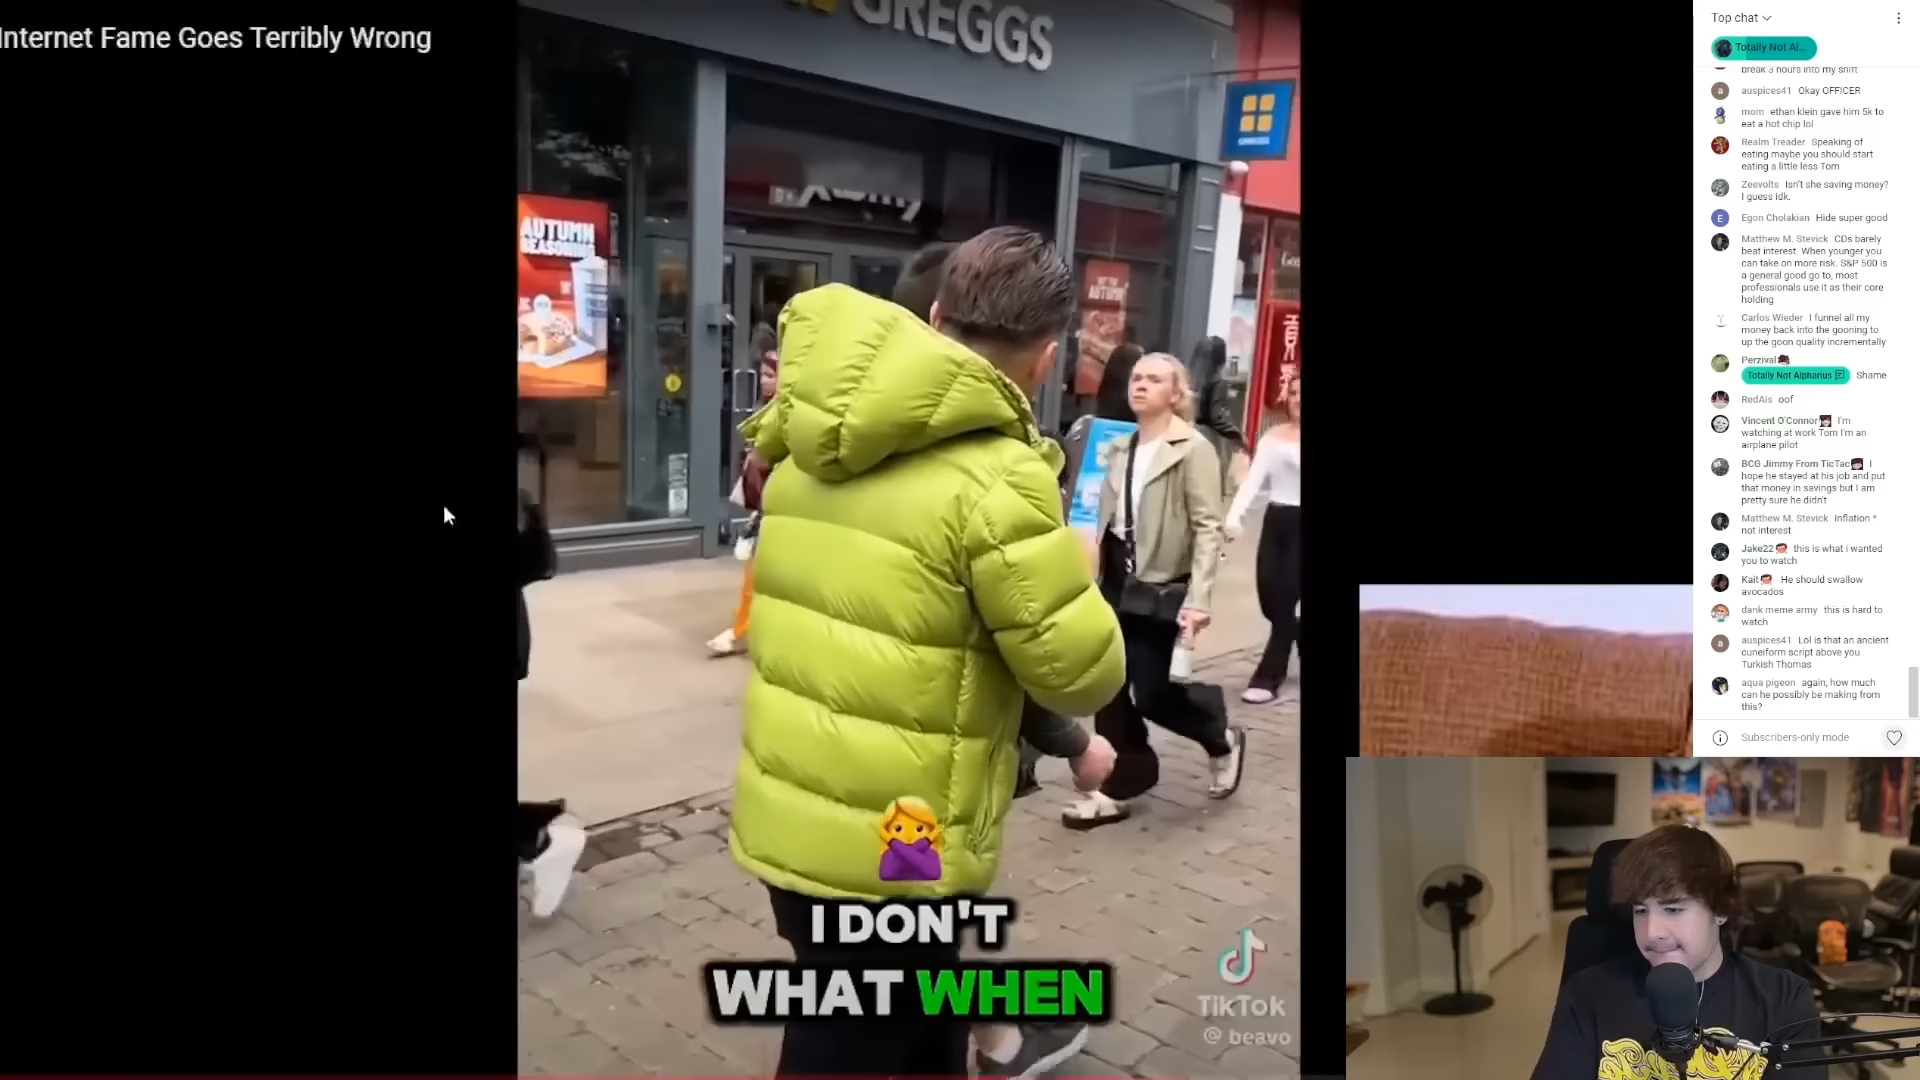 Internet Fame Goes Terribly Wrong
GREGGS
AUTUMN
SEASONING
AUTUMN
I DON'T
WHAT WHEN
TikTok
@ beavo
Top chat
Totally Not Al...
break 3 hours into my shift
auspices41 Okay OFFICER
mom ethan klein gave him 5k to
eat a hot chip lol
Realm Treader Speaking of
eating maybe you should start
eating a little less Tom
Zeevolts Isn't she saving money?
I guess idk.
E
Egon Cholakian Hide super good
Matthew M. Stevick CDs barely
beat interest. When younger you
can take on more risk. S&P 500 is
a general good go to, most
professionals use it as their core
holding
Carlos Wieder I funnel all my
money back into the gooning to
up the goon quality incrementally
Perzival
Totally Not Alpharius Shame
RedAis oof
Vincent O'Connor I'm
watching at work Tom I'm an
airplane pilot
BCG Jimmy From TicTac I
hope he stayed at his job and put
that money in savings but I am
pretty sure he didn't
Matthew M. Stevick Inflation *
not interest
Jake22 this is what i wanted
you to watch
Kait He should swallow
avocados
dank meme army this is hard to
watch
a
auspices41 Lol is that an ancient
cuneiform script above you
Turkish Thomas
aqua pigeon again, how much
can he possibly be making from
this?
Subscribers-only mode